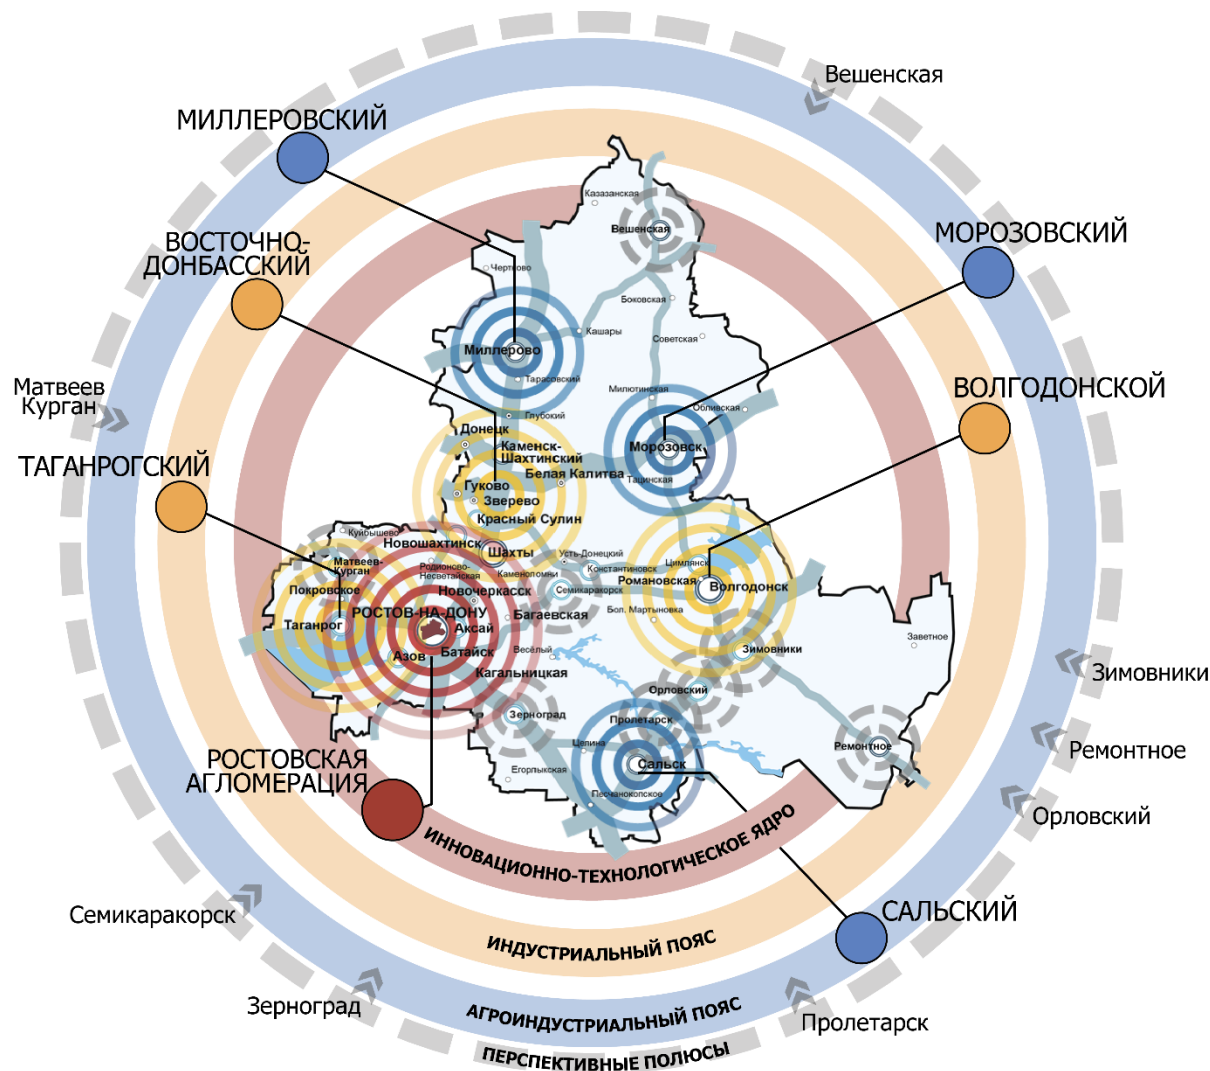 Вешенская
МИЛЛЕРОВСКИЙ
Казазанская
Вешенская
ВОСТОЧНО-
ДОНБАССКИЙ
МОРОЗОВСКИЙ
Чертково
Боковская
Кашары
Советская
Миллерово
Тарасовский
Матвеев
Курган
Милютинская
Обливская
ВОЛГОДОНСКОЙ
Глубокий
Донецк
Каменск-
Шахтинский
Морозовск
ТАГАНРОГСКИЙ
Белая Калитва
Тацинская
Гуково
Зверево
Красный Сулин
Куйбышево
Новошахтинск
Шахты
Усть-Донецкий
Матвеев-
Курган
Родионово-
Несветайская
Каменоломни
Константиновск
Цимлянск
Покровское
Новочеркасск
Семикаракорск
Романовская
Волгодонск
РОСТОВ-НА-ДОНУ
Багаевская
Бол. Мартыновка
Таганрог
Аксай
Заветное
Азов
Батайск
Весёлый
Зимовники
Кагальницкая
Орловский
Зимовники
Зерноград
Пролетарск
Целина
Ремонтное
Ремонтное
РОСТОВСКАЯ
АГЛОМЕРАЦИЯ
Егорлыкская
Сальск
Песчанокопское
Орловский
ИННОВАЦИОННО-ТЕХНОЛОГИЧЕСКОЕ ЯДРО
Семикаракорск
САЛЬСКИЙ
ИНДУСТРИАЛЬНЫЙ ПОЯС
Зерноград
АГРОИНДУСТРИАЛЬНЫЙ ПОЯС
Пролетарск
ПЕРСПЕКТИВНЫЕ ПОЛЮСЫ